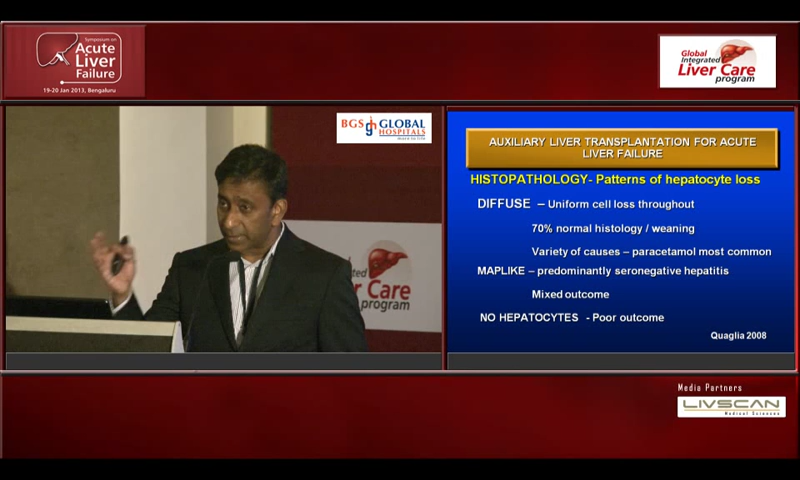 Symposium on
Acute
Liver
Failure
19-20 Jan 2013, Bengaluru
Global
Integrated
Liver Care
program
BGS GLOBAL
HOSPITALS
ted
r Care
program
AUXILIARY LIVER TRANSPLANTATION FOR ACUTE
LIVER FAILURE
HISTOPATHOLOGY- Patterns of hepatocyte loss
DIFFUSE – Uniform cell loss throughout
70% normal histology / weaning
Variety of causes – paracetamol most common
MAPLIKE – predominantly seronegative hepatitis
Mixed outcome
NO HEPATOCYTES - Poor outcome
Quaglia 2008
Media Partners
LIVSCAN
Medical Sciences